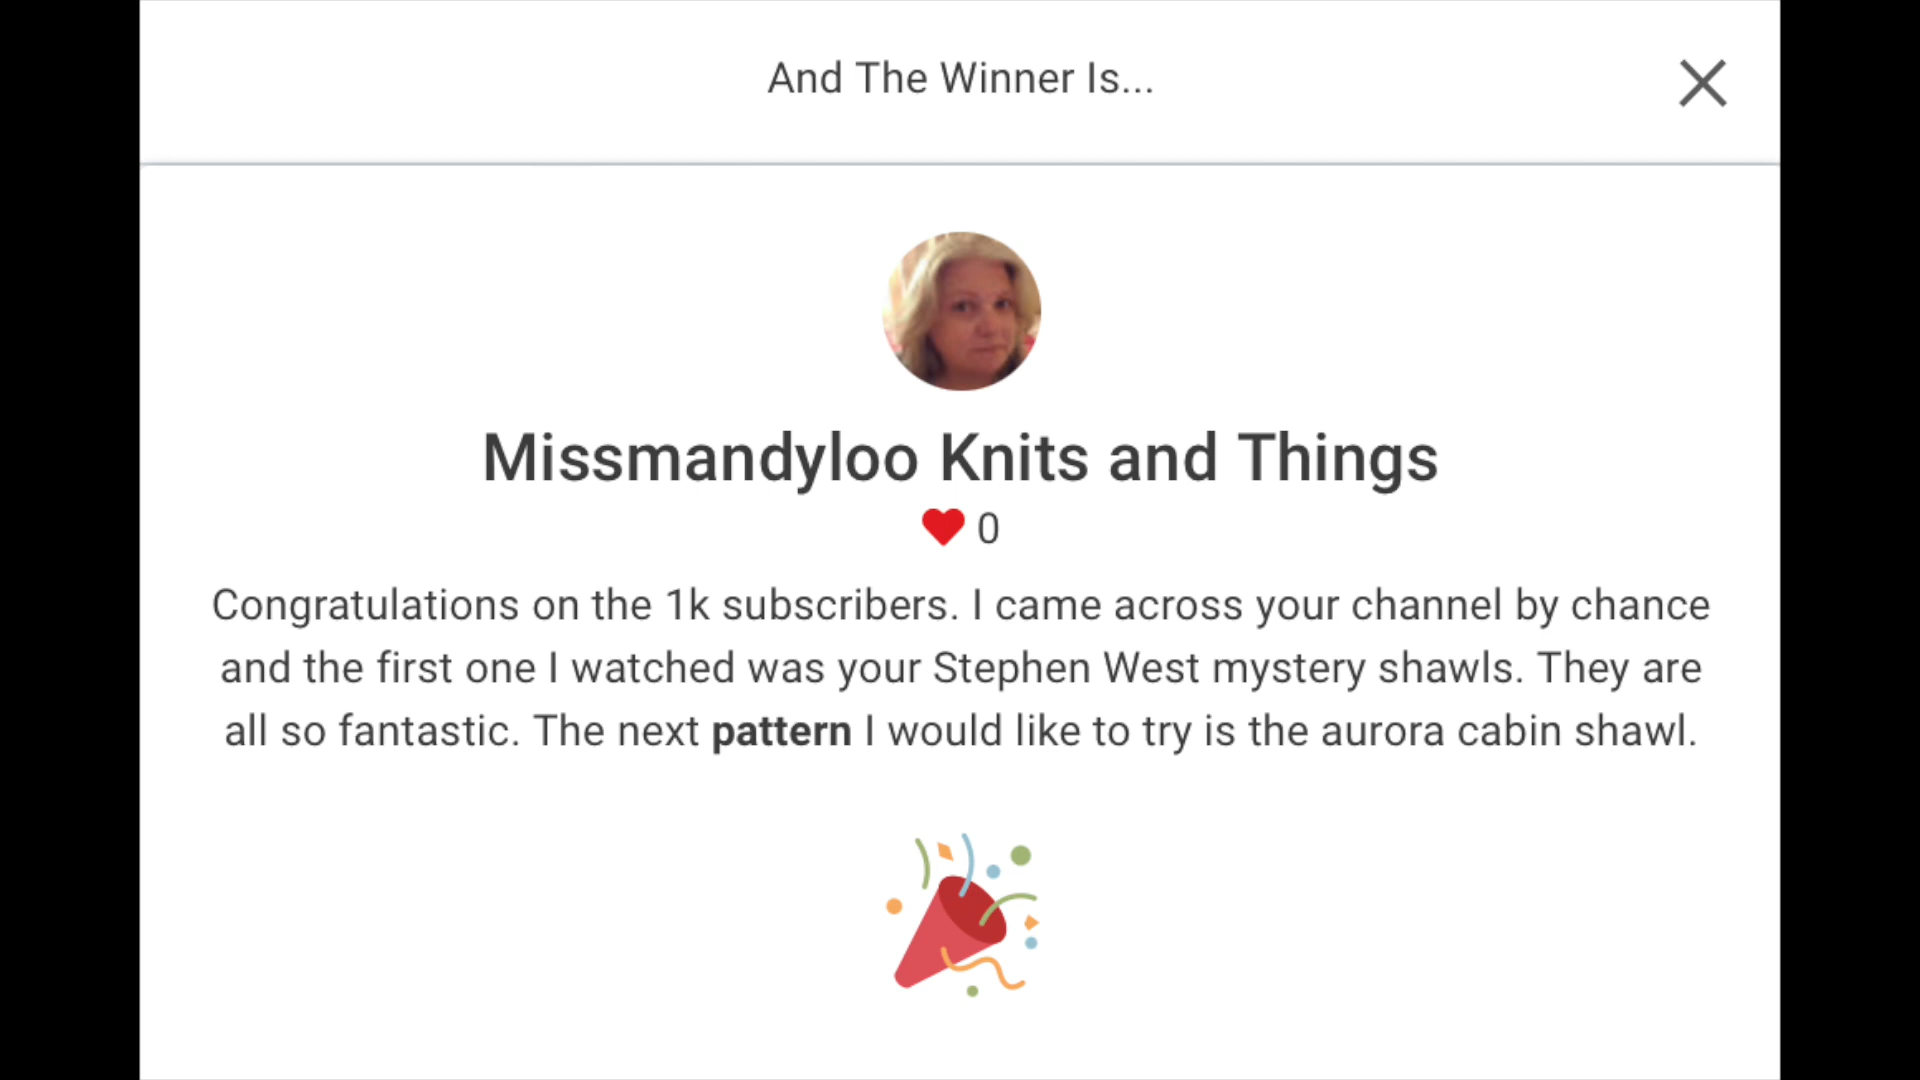 And The Winner Is...
Missmandyloo Knits and Things
0
Congratulations on the 1k subscribers. I came across your channel by chance
and the first one I watched was your Stephen West mystery shawls. They are
all so fantastic. The next pattern I would like to try is the aurora cabin shawl.